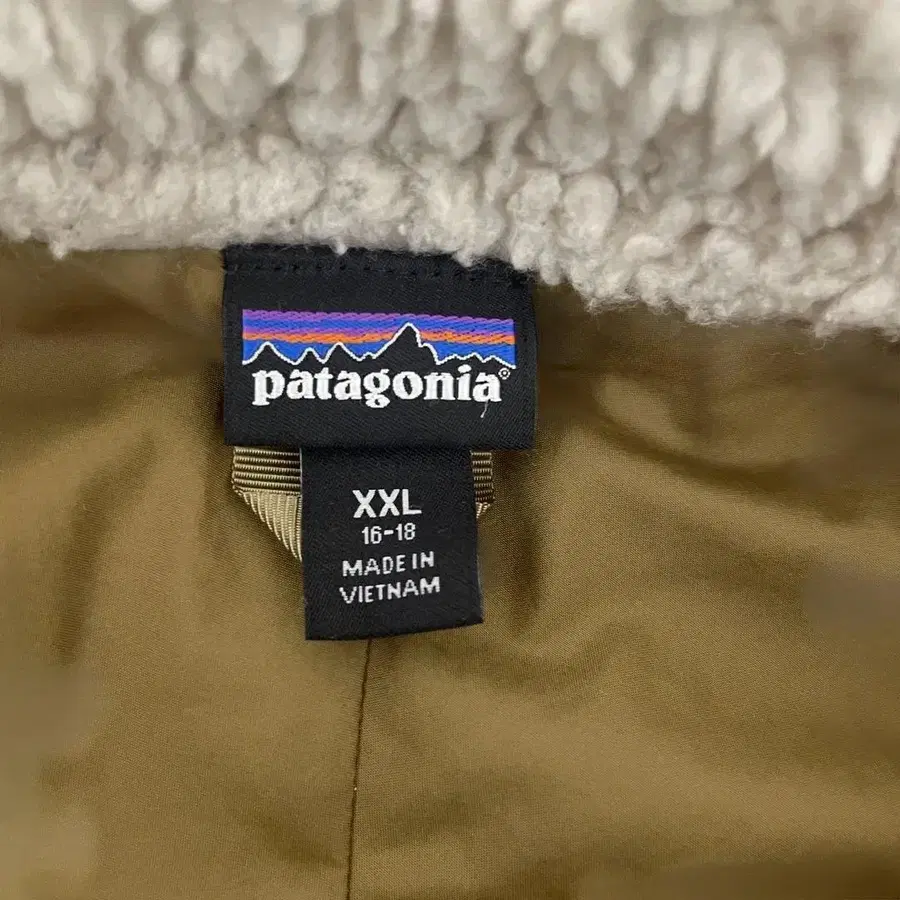 patagonia®
XXL
16-18
MADE IN
VIETNAM